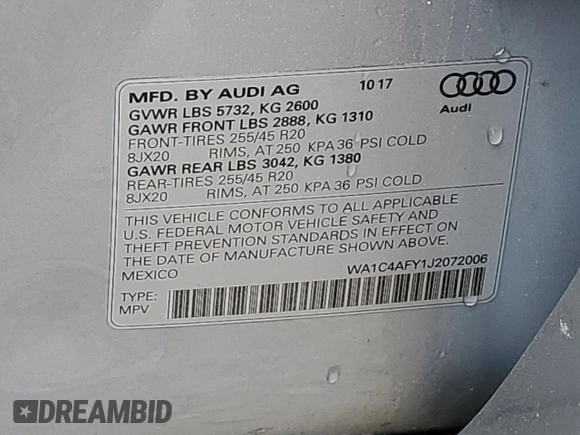 MFD. BY AUDI AG 10 17
GVWR LBS 5732, KG 2600
GAWR FRONT LBS 2888, KG 1310
FRONT-TIRES 255/45 R20
8JX20 RIMS, AT 250 KPA 36 PSI COLD
GAWR REAR LBS 3042, KG 1380
REAR-TIRES 255/45 R20
8JX20 RIMS, AT 250 KPA 36 PSI COLD
Audi
THIS VEHICLE CONFORMS TO ALL APPLICABLE
U.S. FEDERAL MOTOR VEHICLE SAFETY AND
THEFT PREVENTION STANDARDS IN EFFECT ON
THE DATE OF MANUFACTURE SHOWN ABOVE.
MEXICO WA1C4AFY1J2072006
TYPE:
MPV
DREAMBID